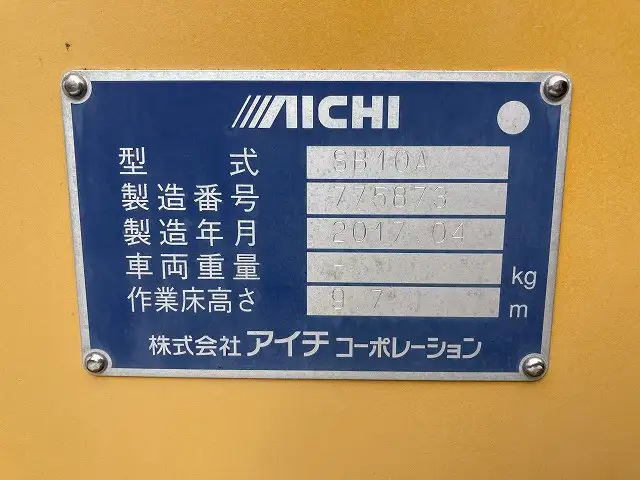 AICHI
型式 SB10A
製造番号 775873
製造年月 2017 04
車両重量 - kg
作業床高さ 9.7 m
株式会社 アイチ コーポレーション